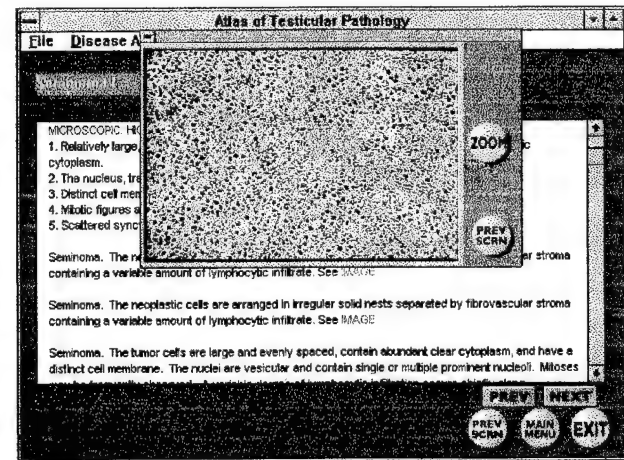 Atlas of Testicular Pathology
File Disease A
MICROSCOPIC. HIG
1. Relatively large,
cytoplasm.
2. The nucleus, tra
3. Distinct cell mem
4. Mitotic figures a
5. Scattered sync
ZOOM
PREV
SCRN
Seminoma. The ne
ar stroma
containing a variable amount of lymphocytic infiltrate. See IMAGE
Seminoma. The neoplastic cells are arranged in irregular solid nests separated by fibrovascular stroma
containing a variable amount of lymphocytic infiltrate. See IMAGE
Seminoma. The tumor cells are large and evenly spaced, contain abundant clear cytoplasm, and have a
distinct cell membrane. The nuclei are vesicular and contain single or multiple prominent nucleoli. Mitoses
PREV NEXT
PREV
SCRN
MAIN
MENU
EXIT